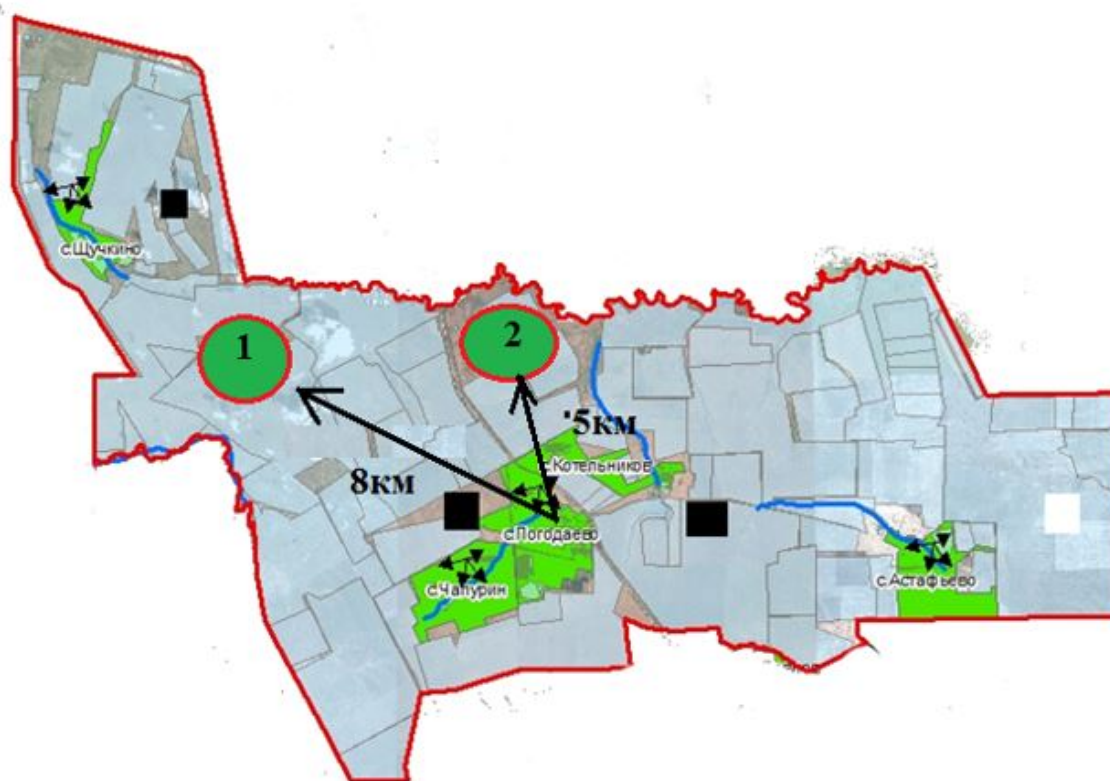 с.Щучкино
1
2
5км
с.Котельников
8км
с.Погодаево
с.Чапурин
с.Астафьево